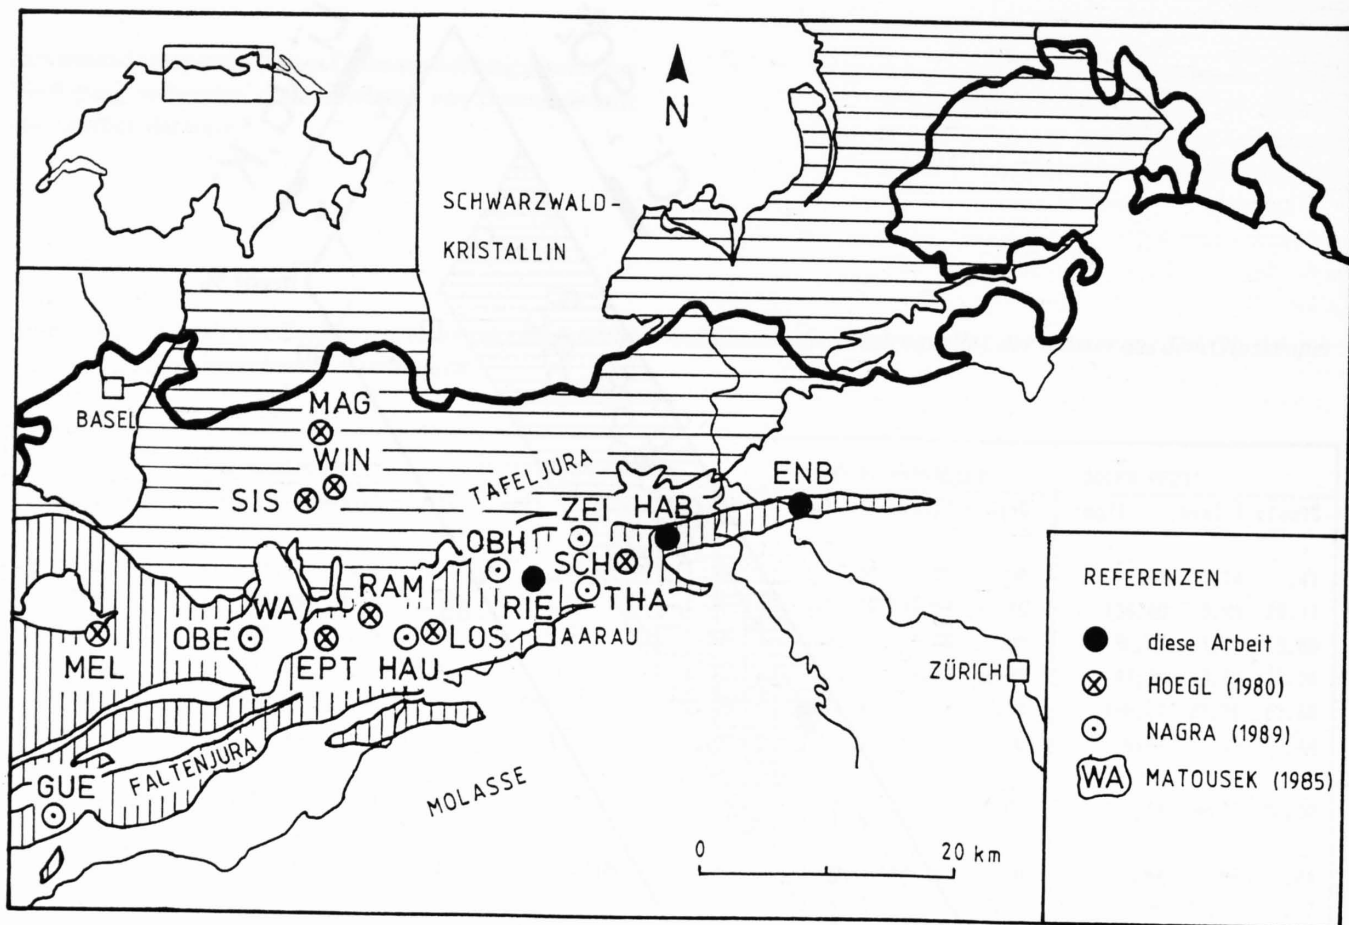 N
SCHWARZWALD-
KRISTALLIN
BASEL
MAG
WIN
SIS
TAFELJURA
ENB
ZEI
HAB
OBH
SCH
RAM
RIE
THA
WA
OBE
LOS
AARAU
MEL
EPT
HAU
ZÜRICH
FALTENJURA
GUE
MOLASSE
0
20 km
REFERENZEN
diese Arbeit
HOEGL (1980)
NAGRA (1989)
WA MATOUSEK (1985)